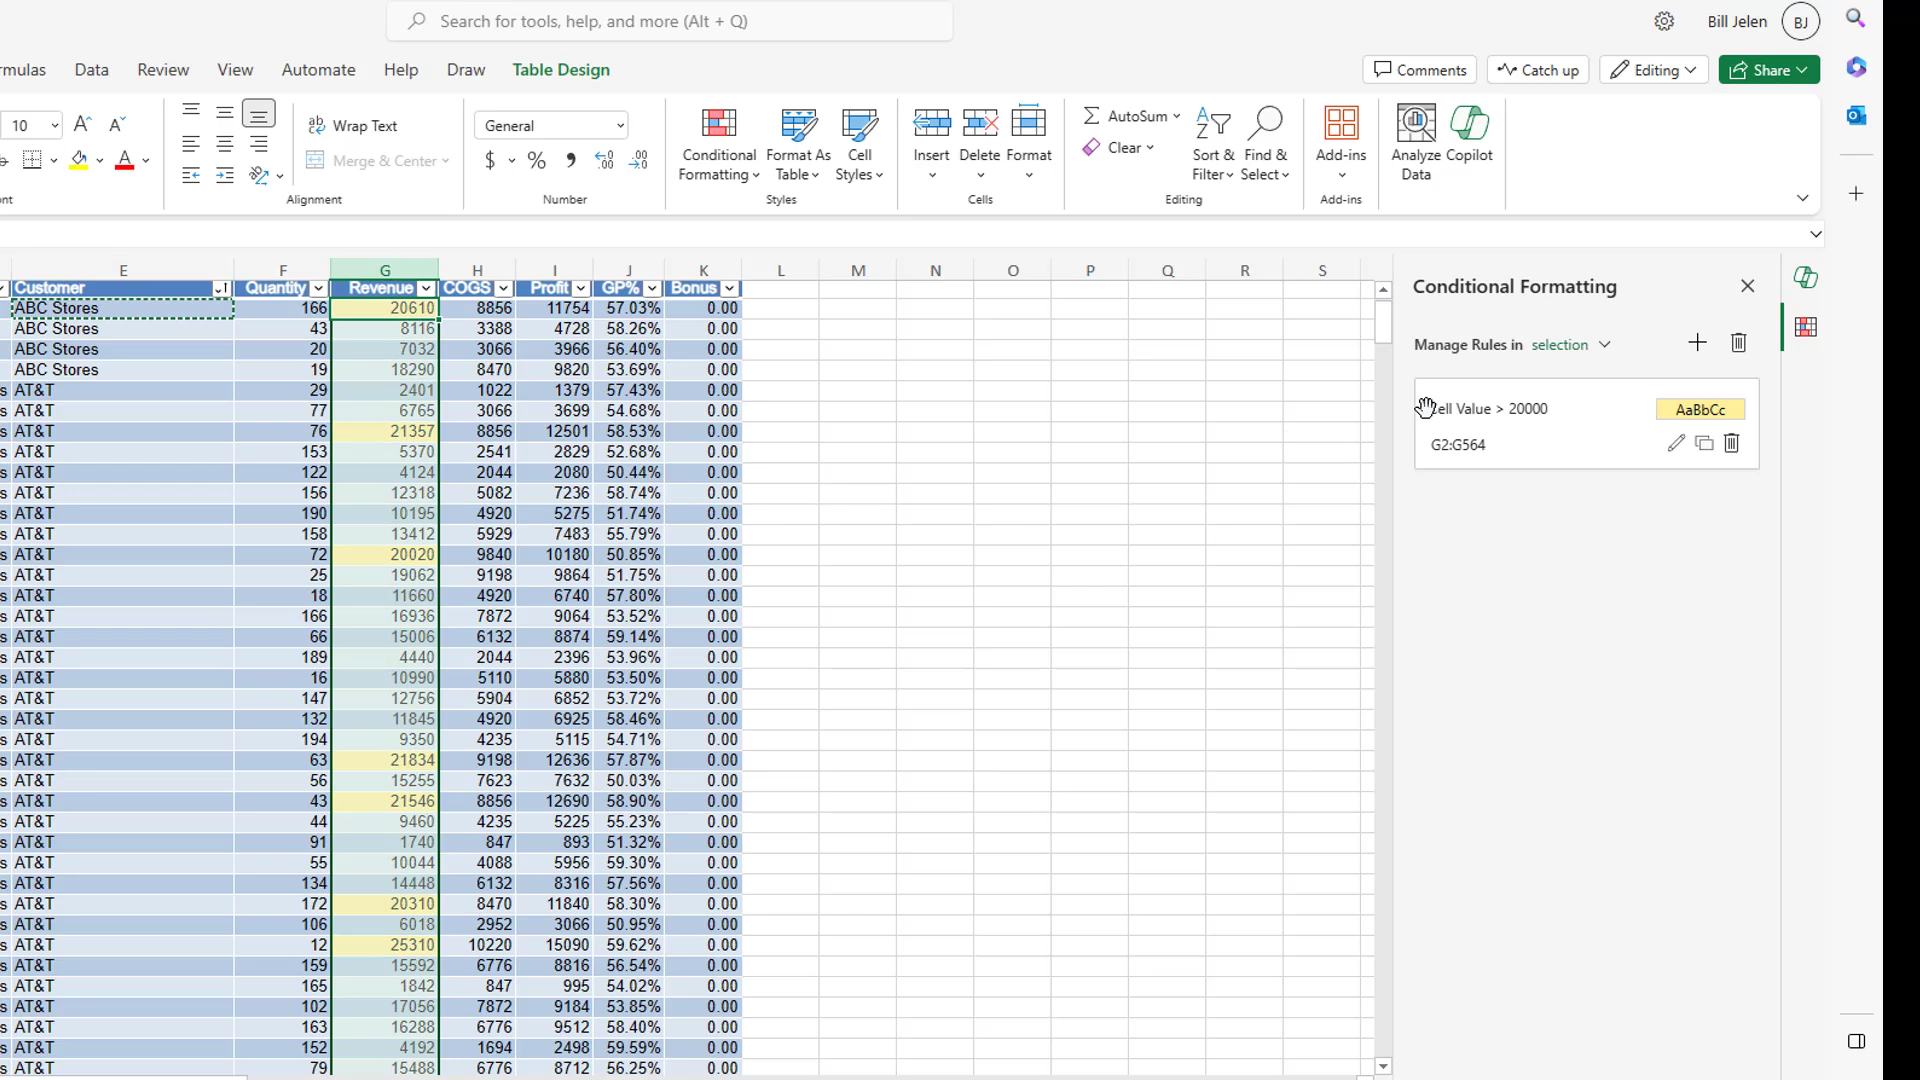 Search for tools, help, and more (Alt + Q)
Bill Jelen BJ
rmulas Data Review View Automate Help Draw Table Design
Comments Catch up Editing Share
10 A A ab Wrap Text General
Merge & Center $ % , .00 .00
Conditional Formatting Format As Table Cell Styles Insert Delete Format
AutoSum Clear Sort & Filter Find & Select Add-ins Analyze Data Copilot
nt Alignment Number Styles Cells Editing Add-ins
E F G H I J K L M N O P Q R S
Customer Quantity Revenue COGS Profit GP% Bonus
ABC Stores 166 20610 8856 11754 57.03% 0.00
ABC Stores 43 8116 3388 4728 58.26% 0.00
ABC Stores 20 7032 3066 3966 56.40% 0.00
ABC Stores 19 18290 8470 9820 53.69% 0.00
s AT&T 29 2401 1022 1379 57.43% 0.00
s AT&T 77 6765 3066 3699 54.68% 0.00
s AT&T 76 21357 8856 12501 58.53% 0.00
s AT&T 153 5370 2541 2829 52.68% 0.00
s AT&T 122 4124 2044 2080 50.44% 0.00
s AT&T 156 12318 5082 7236 58.74% 0.00
s AT&T 190 10195 4920 5275 51.74% 0.00
s AT&T 158 13412 5929 7483 55.79% 0.00
s AT&T 72 20020 9840 10180 50.85% 0.00
s AT&T 25 19062 9198 9864 51.75% 0.00
s AT&T 18 11660 4920 6740 57.80% 0.00
s AT&T 166 16936 7872 9064 53.52% 0.00
s AT&T 66 15006 6132 8874 59.14% 0.00
s AT&T 189 4440 2044 2396 53.96% 0.00
s AT&T 16 10990 5110 5880 53.50% 0.00
s AT&T 147 12756 5904 6852 53.72% 0.00
s AT&T 132 11845 4920 6925 58.46% 0.00
s AT&T 194 9350 4235 5115 54.71% 0.00
s AT&T 63 21834 9198 12636 57.87% 0.00
s AT&T 56 15255 7623 7632 50.03% 0.00
s AT&T 43 21546 8856 12690 58.90% 0.00
s AT&T 44 9460 4235 5225 55.23% 0.00
s AT&T 91 1740 847 893 51.32% 0.00
s AT&T 55 10044 4088 5956 59.30% 0.00
s AT&T 134 14448 6132 8316 57.56% 0.00
s AT&T 172 20310 8470 11840 58.30% 0.00
s AT&T 106 6018 2952 3066 50.95% 0.00
s AT&T 12 25310 10220 15090 59.62% 0.00
s AT&T 159 15592 6776 8816 56.54% 0.00
s AT&T 165 1842 847 995 54.02% 0.00
s AT&T 102 17056 7872 9184 53.85% 0.00
s AT&T 163 16288 6776 9512 58.40% 0.00
s AT&T 152 4192 1694 2498 59.59% 0.00
s AT&T 79 15488 6776 8712 56.25% 0.00
Conditional Formatting
Manage Rules in selection
ell Value > 20000 AaBbCc
G2:G564